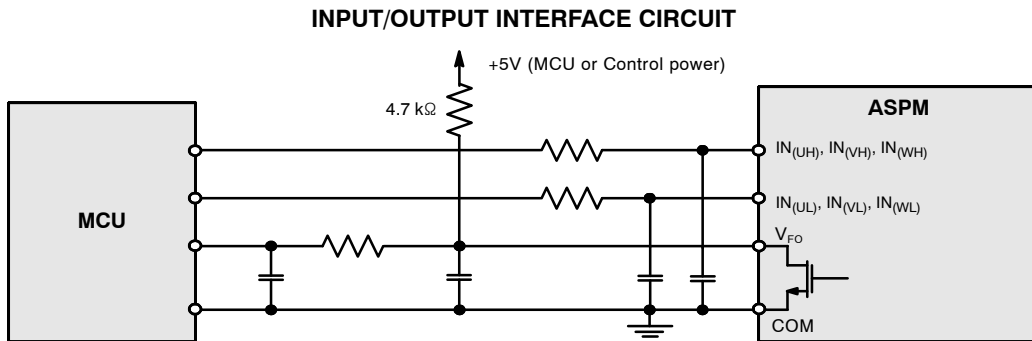 INPUT/OUTPUT INTERFACE CIRCUIT
+5V (MCU or Control power)
4.7 kΩ
ASPM
IN(UH), IN(VH), IN(WH)
IN(UL), IN(VL), IN(WL)
MCU
VFO
COM